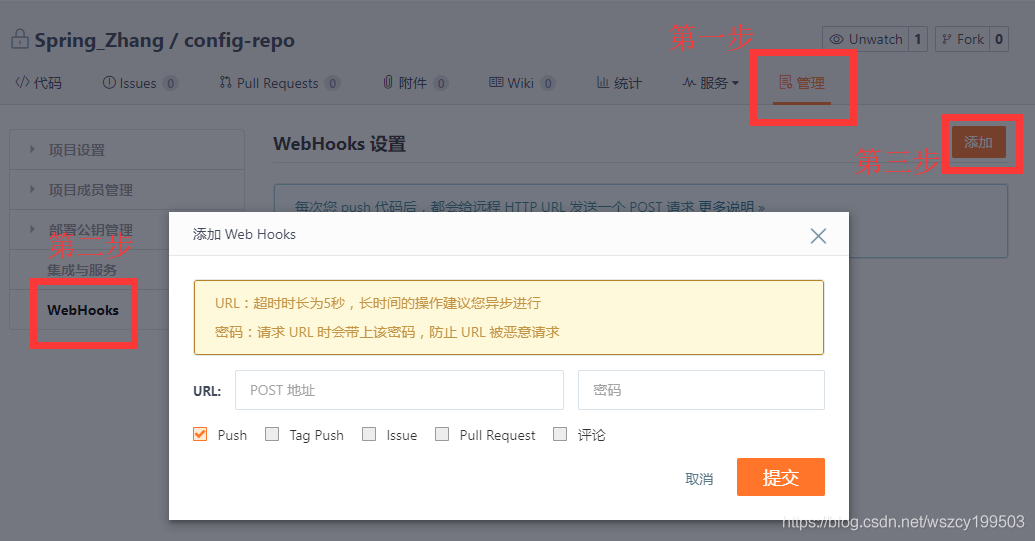 Spring_Zhang / config-repo
第一步
Unwatch 1 Fork 0
代码 Issues 0 Pull Requests 0 附件 0 Wiki 0 统计 服务 管理
项目设置
WebHooks 设置
添加
第三步
项目成员管理
每次您 push 代码后，都会给远程 HTTP URL 发送一个 POST 请求 更多说明 »
部署公钥管理
第二步
集成与服务
WebHooks
添加 Web Hooks
URL：超时时长为5秒，长时间的操作建议您异步进行
密码：请求 URL 时会带上该密码，防止 URL 被恶意请求
URL: POST 地址 密码
Push Tag Push Issue Pull Request 评论
取消 提交
https://blog.csdn.net/wszcy199503